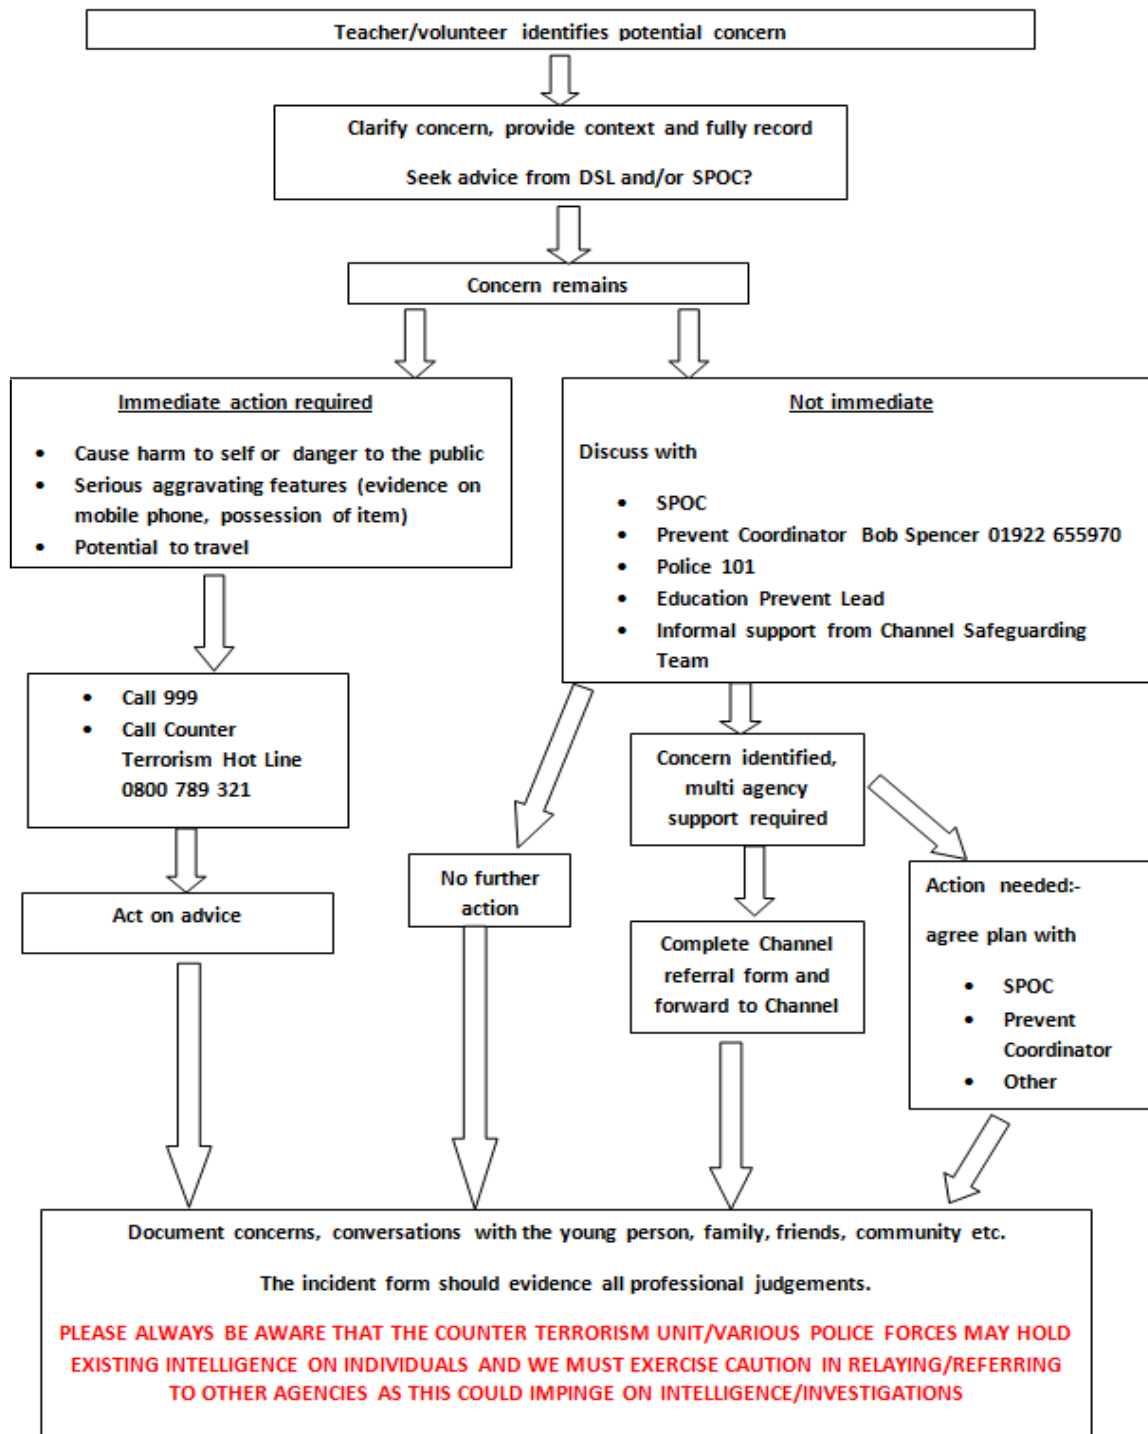 Teacher/volunteer identifies potential concern
Clarify concern, provide context and fully record
Seek advice from DSL and/or SPOC?
Concern remains
Immediate action required
• Cause harm to self or danger to the public
• Serious aggravating features (evidence on
mobile phone, possession of item)
• Potential to travel
Not immediate
Discuss with
• SPOC
• Prevent Coordinator Bob Spencer 01922 655970
• Police 101
• Education Prevent Lead
• Informal support from Channel Safeguarding
Team
• Call 999
• Call Counter
Terrorism Hot Line
0800 789 321
Concern identified,
multi agency
support required
No further
action
Action needed:-
agree plan with
• SPOC
• Prevent
Coordinator
• Other
Act on advice
Complete Channel
referral form and
forward to Channel
Document concerns, conversations with the young person, family, friends, community etc.
The incident form should evidence all professional judgements.
PLEASE ALWAYS BE AWARE THAT THE COUNTER TERRORISM UNIT/VARIOUS POLICE FORCES MAY HOLD
EXISTING INTELLIGENCE ON INDIVIDUALS AND WE MUST EXERCISE CAUTION IN RELAYING/REFERRING
TO OTHER AGENCIES AS THIS COULD IMPINGE ON INTELLIGENCE/INVESTIGATIONS